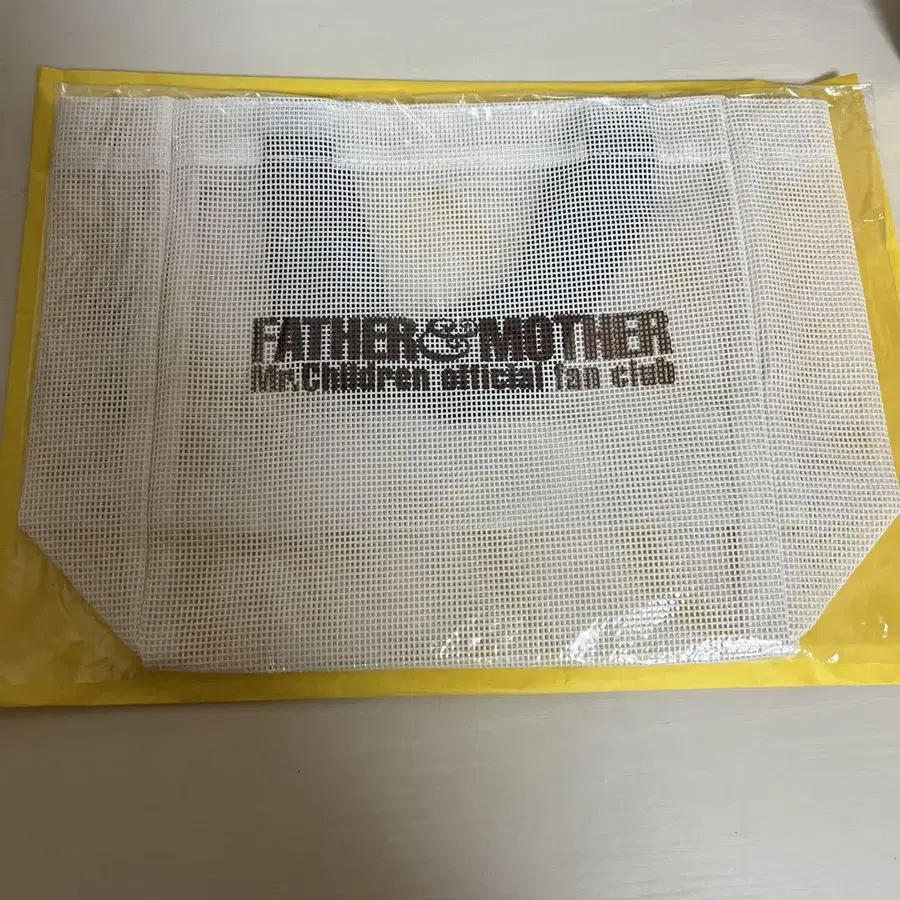 FATHER & MOTHER
Mr.Children official fan club